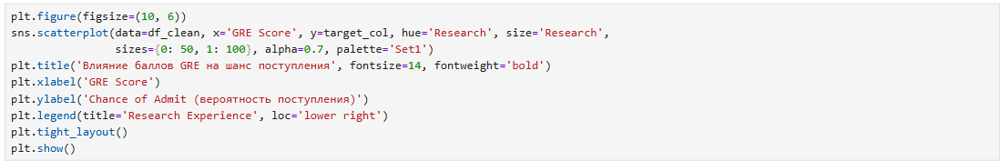 plt.figure(figsize=(10, 6))
sns.scatterplot(data=df_clean, x='GRE Score', y=target_col, hue='Research', size='Research',
                sizes={0: 50, 1: 100}, alpha=0.7, palette='Set1')
plt.title('Влияние баллов GRE на шанс поступления', fontsize=14, fontweight='bold')
plt.xlabel('GRE Score')
plt.ylabel('Chance of Admit (вероятность поступления)')
plt.legend(title='Research Experience', loc='lower right')
plt.tight_layout()
plt.show()